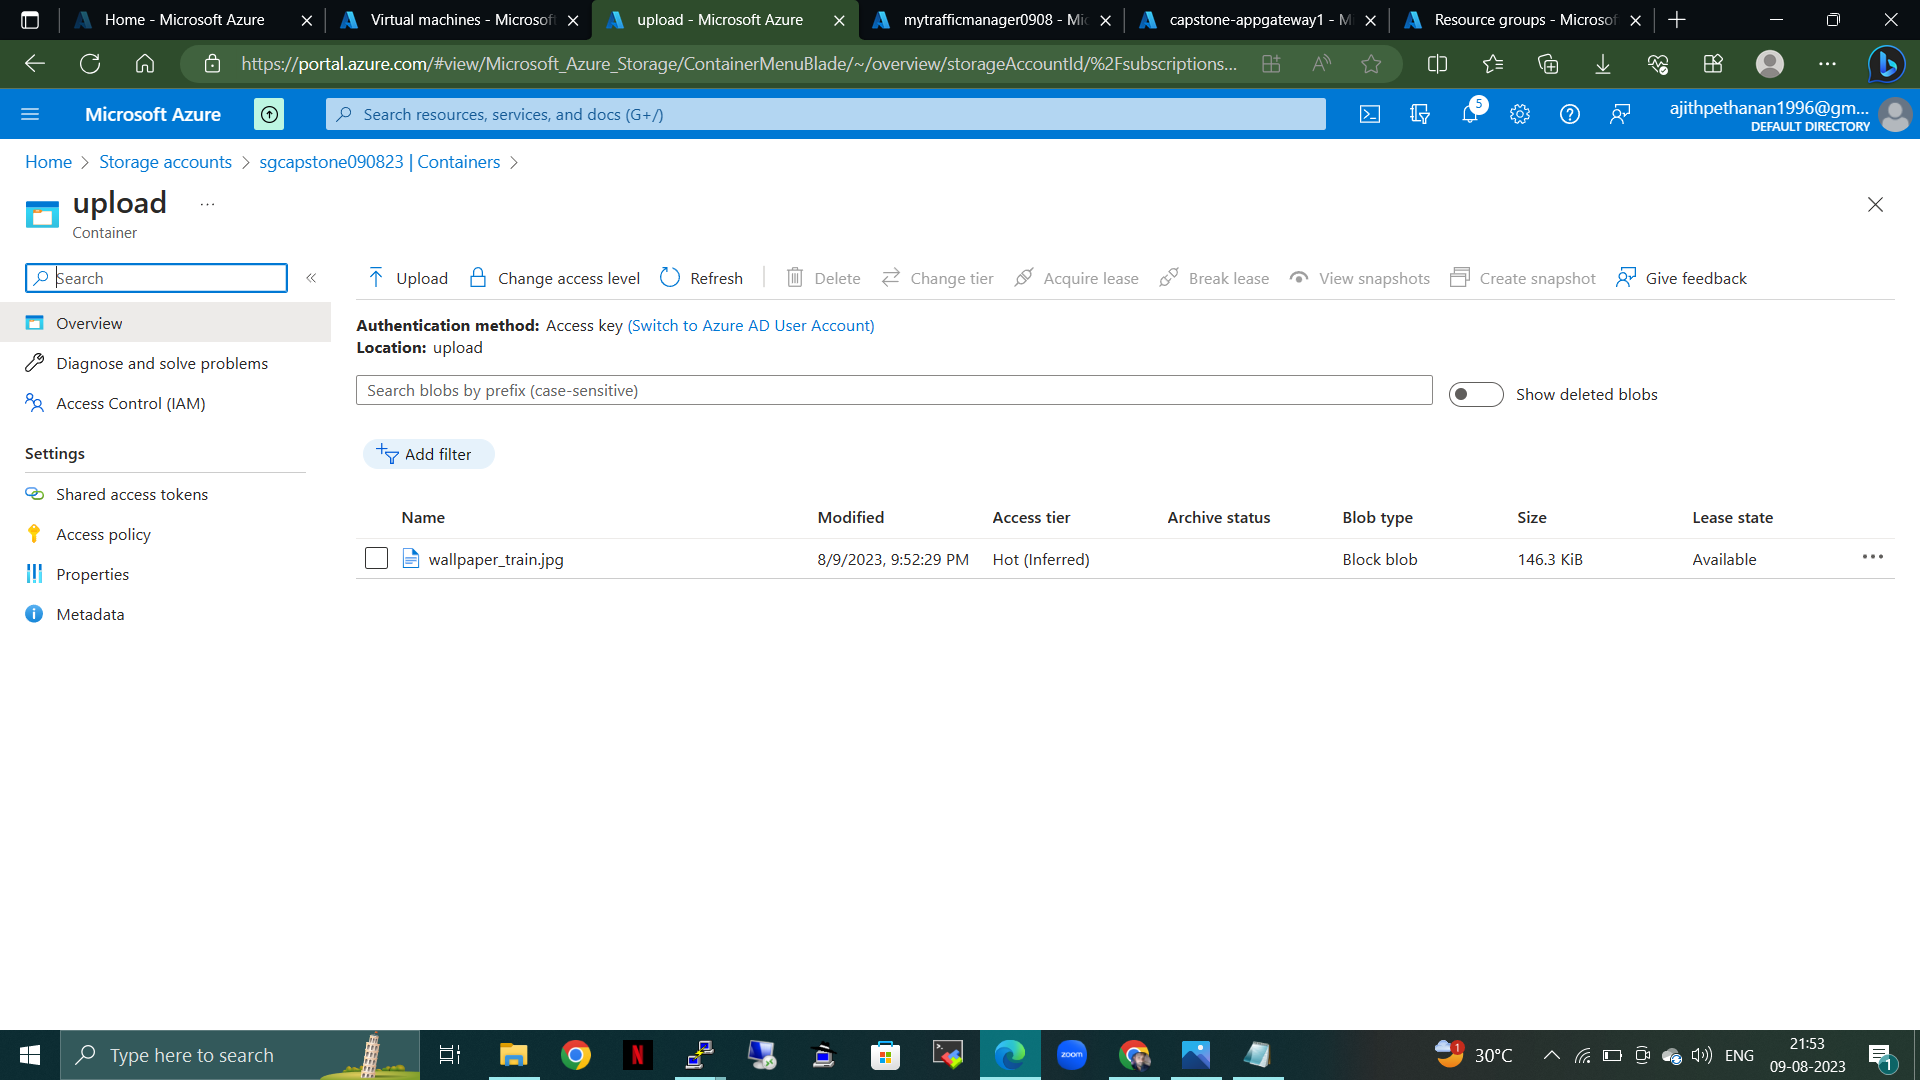 Home - Microsoft Azure
Virtual machines - Microsoft
upload - Microsoft Azure
mytrafficmanager0908 - Mi
capstone-appgateway1 - M
Resource groups - Microsof
https://portal.azure.com/#view/Microsoft_Azure_Storage/ContainerMenuBlade/~/overview/storageAccountId/%2Fsubscriptions...
Microsoft Azure
Search resources, services, and docs (G+/)
5
ajithpethanan1996@gm...
DEFAULT DIRECTORY
Home > Storage accounts > sgcapstone090823 | Containers >
upload ...
Container
Search
«
Upload
Change access level
Refresh
Delete
Change tier
Acquire lease
Break lease
View snapshots
Create snapshot
Give feedback
Overview
Diagnose and solve problems
Access Control (IAM)
Settings
Shared access tokens
Access policy
Properties
Metadata
Authentication method: Access key (Switch to Azure AD User Account)
Location: upload
Search blobs by prefix (case-sensitive)
Show deleted blobs
Add filter
Name Modified Access tier Archive status Blob type Size Lease state
wallpaper_train.jpg 8/9/2023, 9:52:29 PM Hot (Inferred) Block blob 146.3 KiB Available ...
Type here to search
N
zoom
1
30°C
ENG
21:53
09-08-2023
1